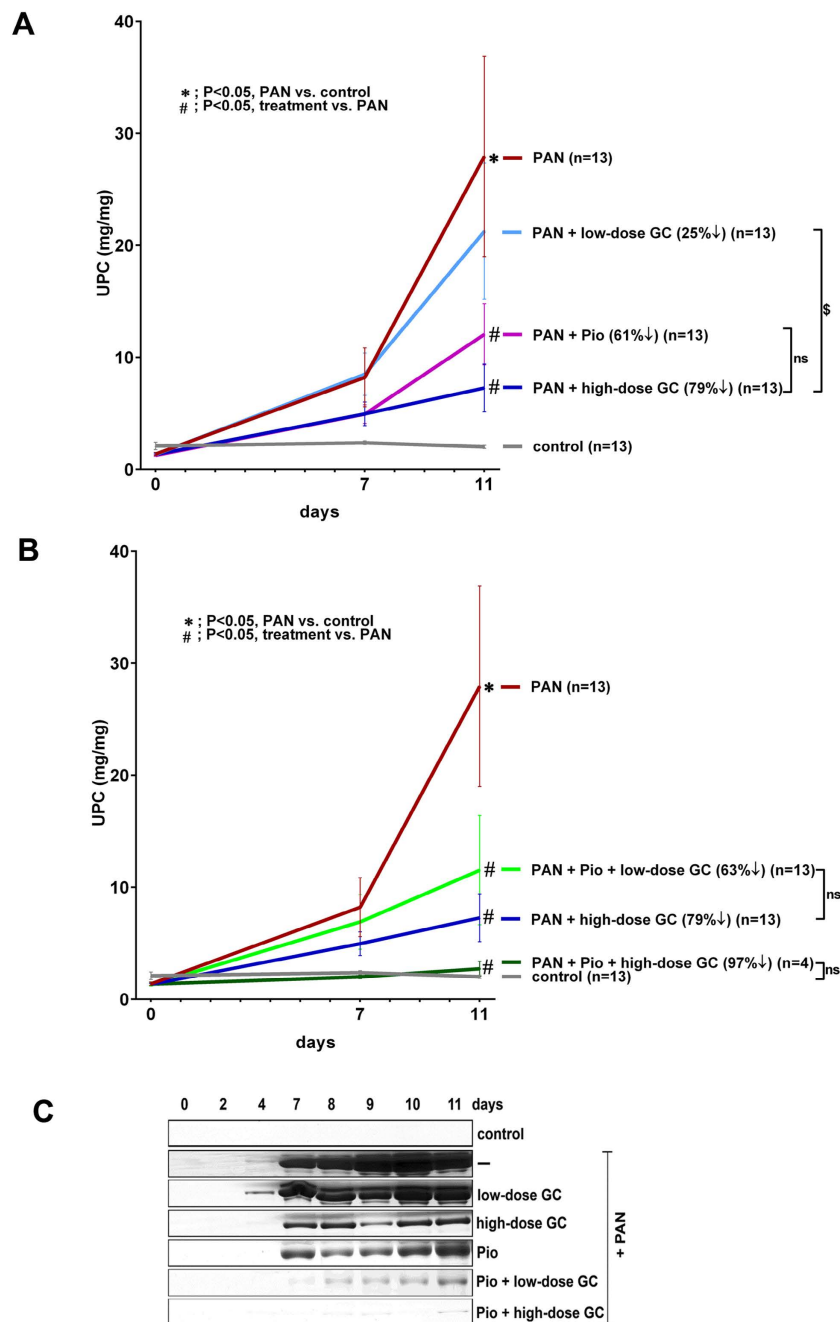 A
40
30
20
10
0
UPC (mg/mg)
* ; P<0.05, PAN vs. control
# ; P<0.05, treatment vs. PAN
* PAN (n=13)
PAN + low-dose GC (25%↓) (n=13)
# PAN + Pio (61%↓) (n=13)
# PAN + high-dose GC (79%↓) (n=13)
control (n=13)
ns
$
0 7 11
days
B
40
30
20
10
0
UPC (mg/mg)
* ; P<0.05, PAN vs. control
# ; P<0.05, treatment vs. PAN
* PAN (n=13)
# PAN + Pio + low-dose GC (63%↓) (n=13)
# PAN + high-dose GC (79%↓) (n=13)
ns
# PAN + Pio + high-dose GC (97%↓) (n=4)
control (n=13)
ns
0 7 11
days
C
0 2 4 7 8 9 10 11 days
control
–
low-dose GC
high-dose GC
Pio
Pio + low-dose GC
Pio + high-dose GC
+ PAN